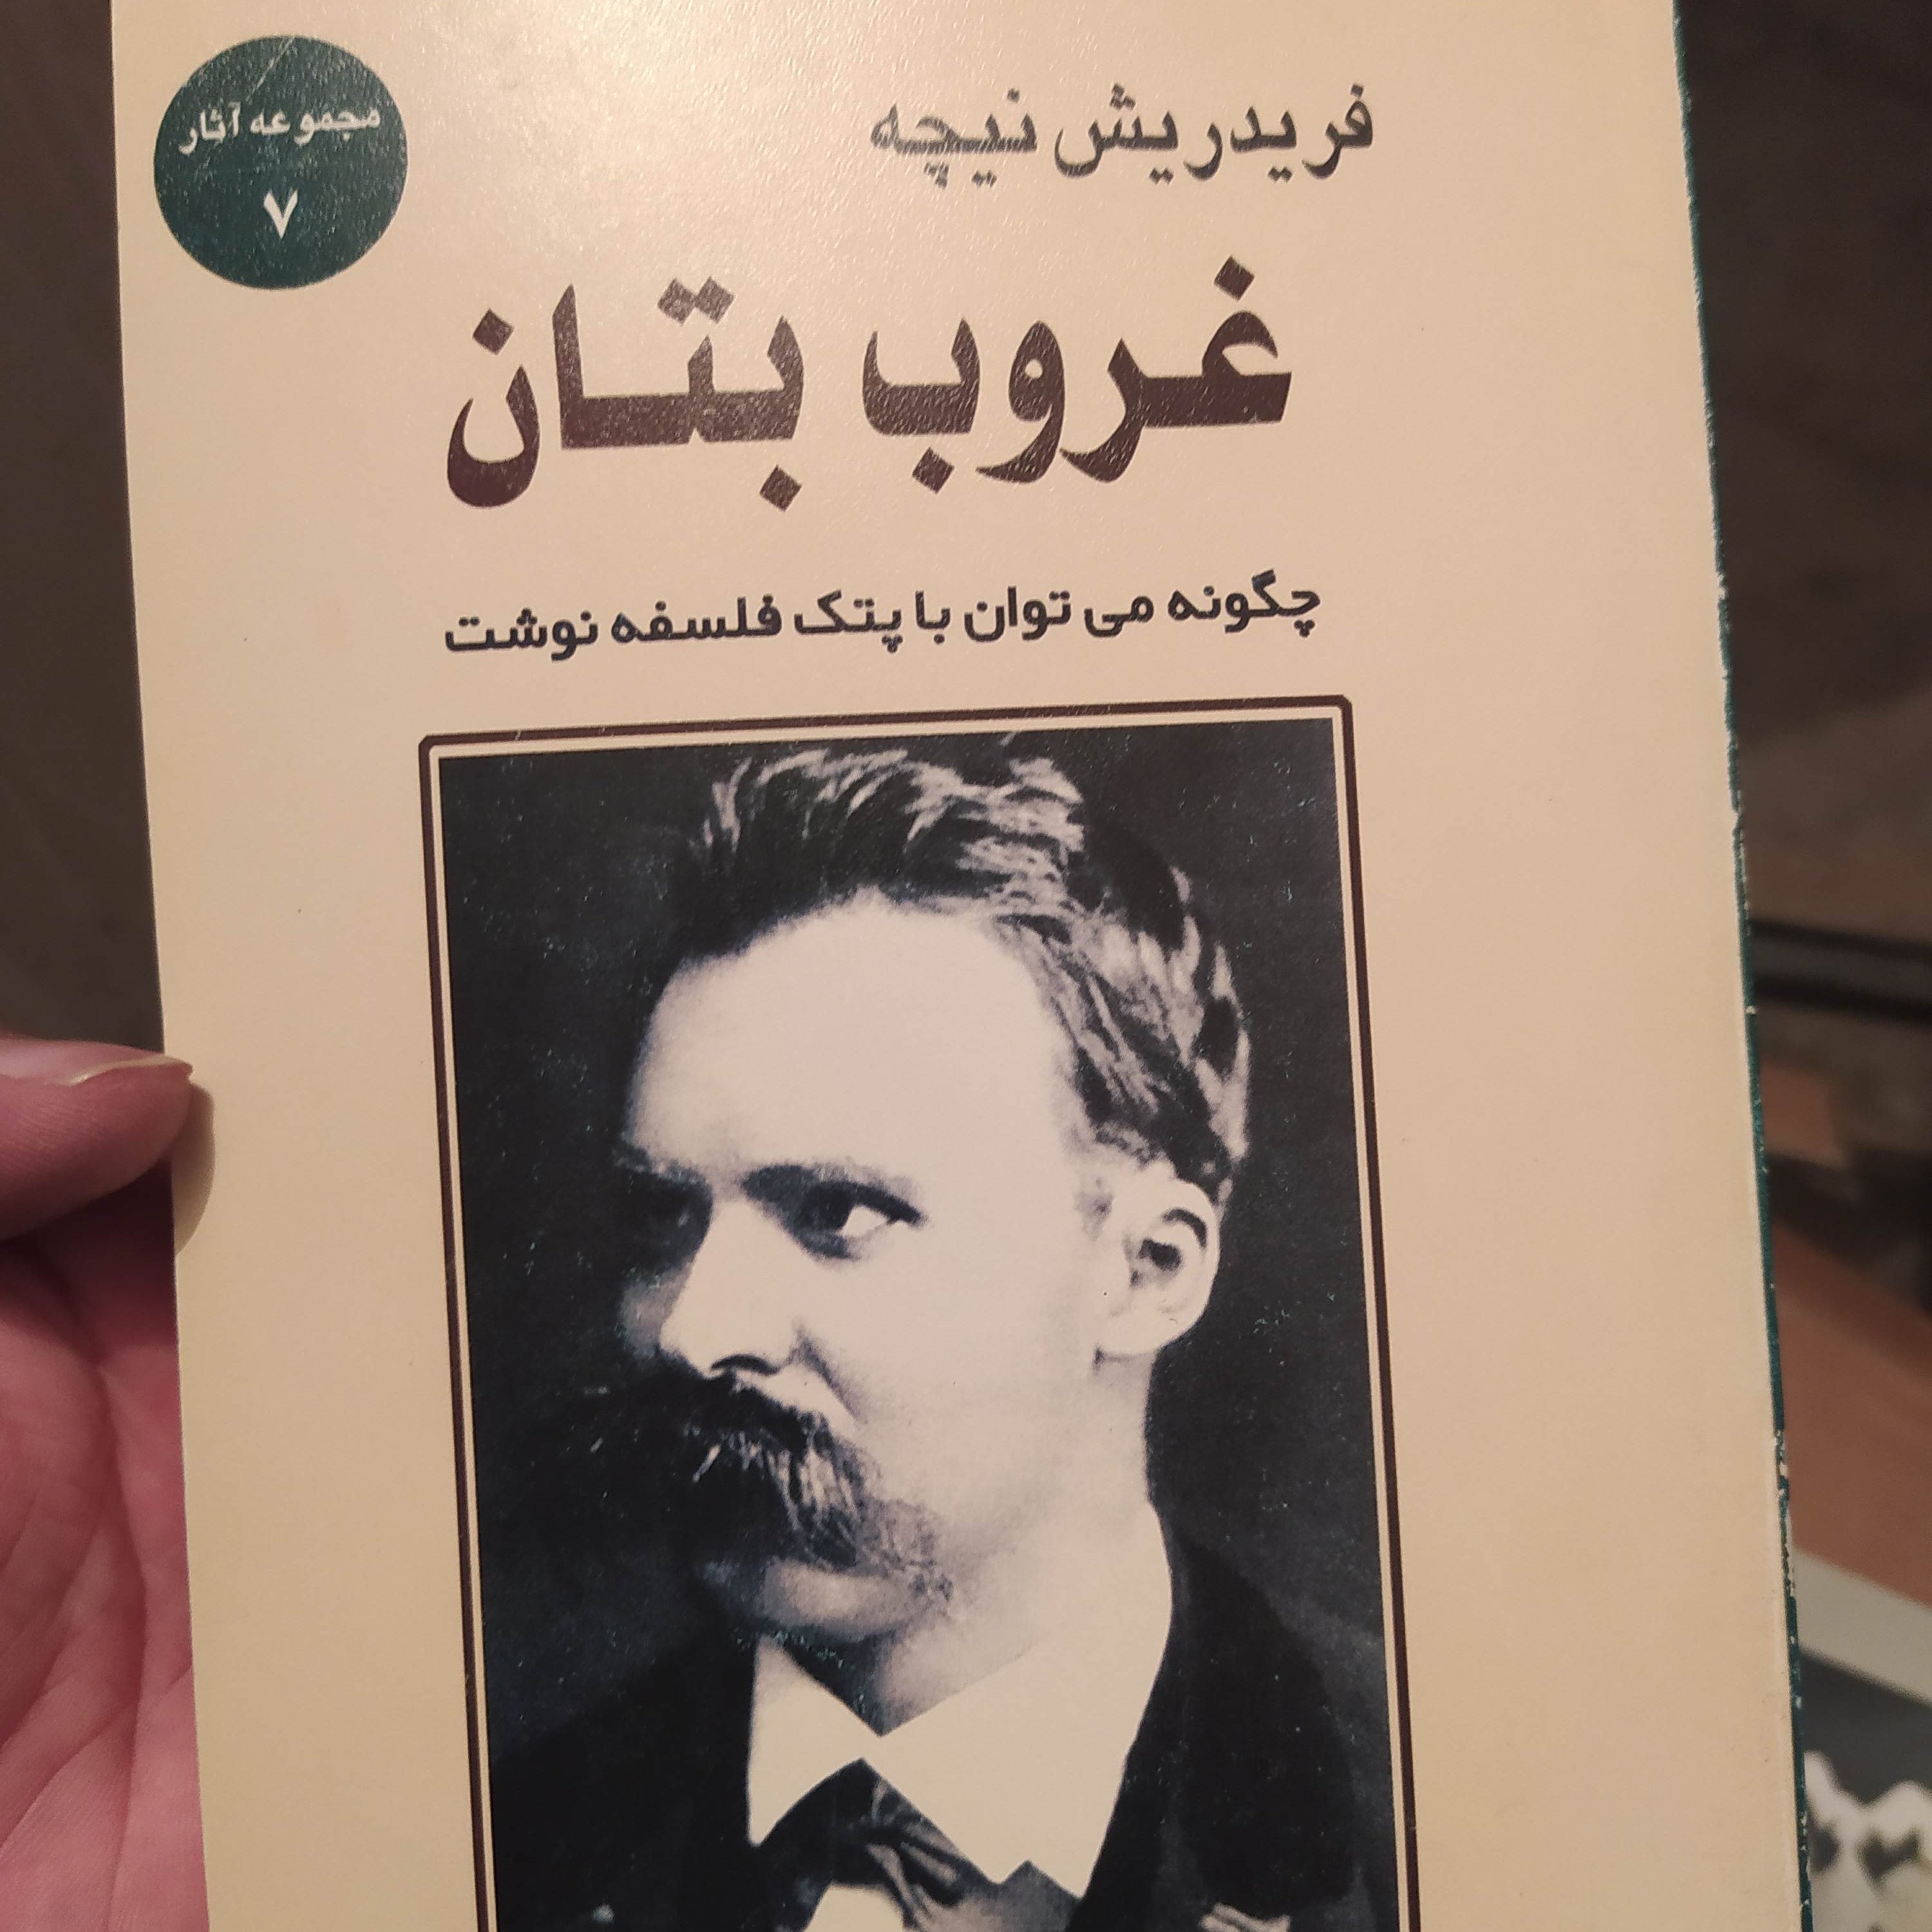 مجموعه آثار
۷
فریدریش نیچه
غروب بتان
چگونه می توان با پتک فلسفه نوشت